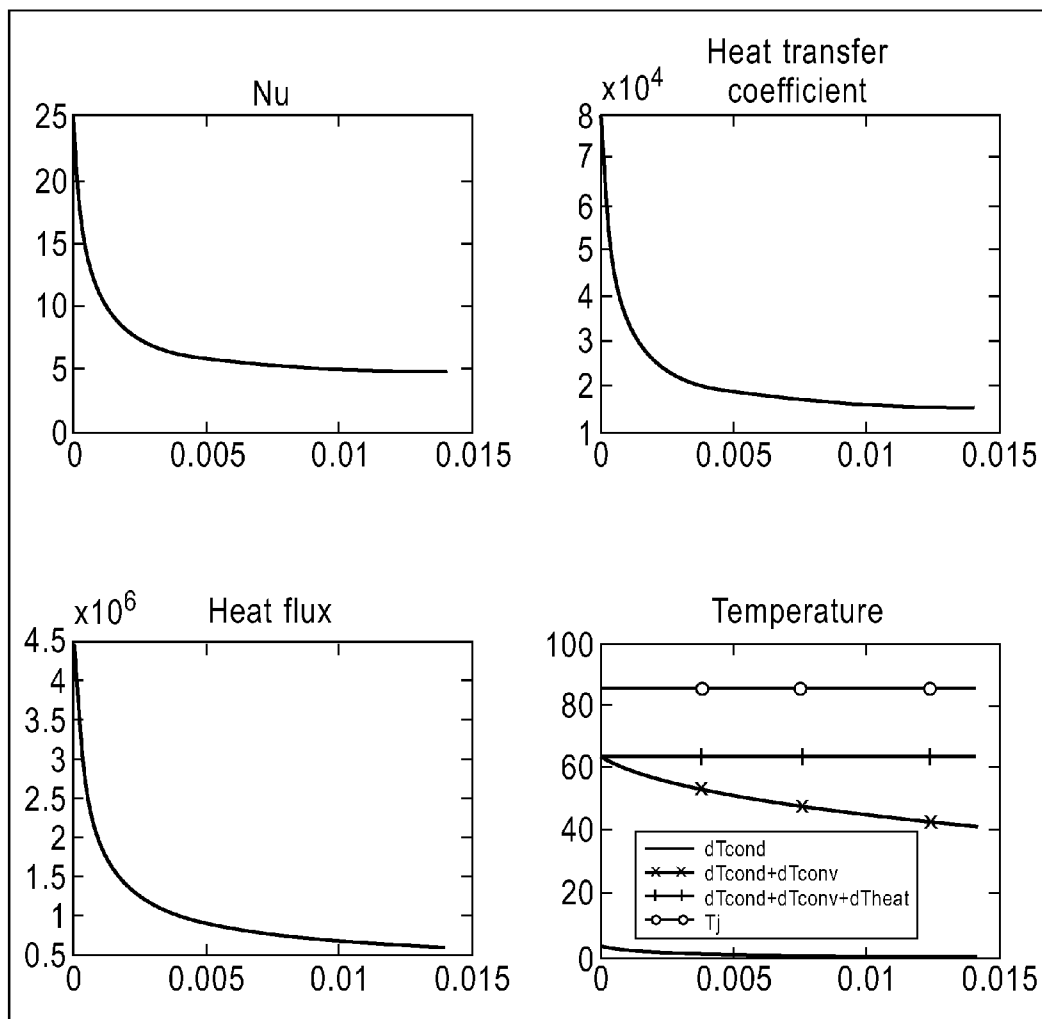 Nu
25
20
15
10
5
0
0 0.005 0.01 0.015
Heat transfer
coefficient
x10⁴
8
7
6
5
4
3
2
1
0 0.005 0.01 0.015
Heat flux
x10⁶
4.5
4
3.5
3
2.5
2
1.5
1
0.5
0 0.005 0.01 0.015
Temperature
100
80
60
40
20
0
dTcond
dTcond+dTconv
dTcond+dTconv+dTheat
Tj
0 0.005 0.01 0.015